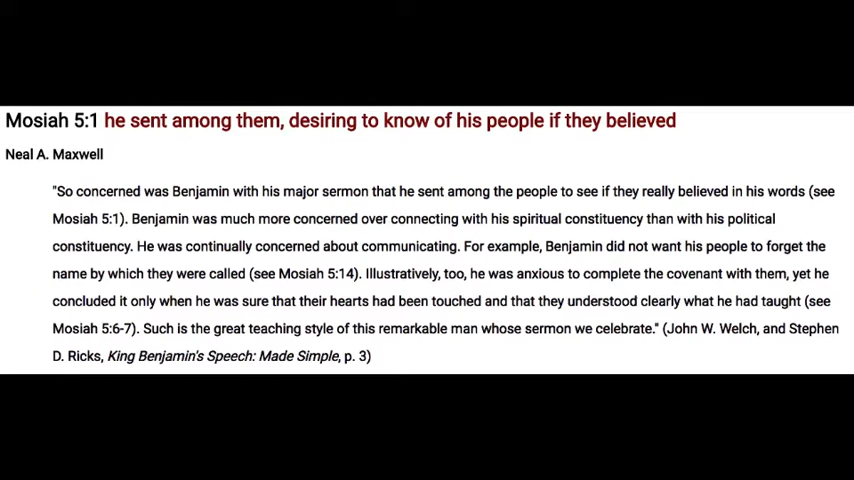 Mosiah 5:1 he sent among them, desiring to know of his people if they believed
Neal A. Maxwell
"So concerned was Benjamin with his major sermon that he sent among the people to see if they really believed in his words (see
Mosiah 5:1). Benjamin was much more concerned over connecting with his spiritual constituency than with his political
constituency. He was continually concerned about communicating. For example, Benjamin did not want his people to forget the
name by which they were called (see Mosiah 5:14). Illustratively, too, he was anxious to complete the covenant with them, yet he
concluded it only when he was sure that their hearts had been touched and that they understood clearly what he had taught (see
Mosiah 5:6-7). Such is the great teaching style of this remarkable man whose sermon we celebrate." (John W. Welch, and Stephen
D. Ricks, King Benjamin's Speech: Made Simple, p. 3)